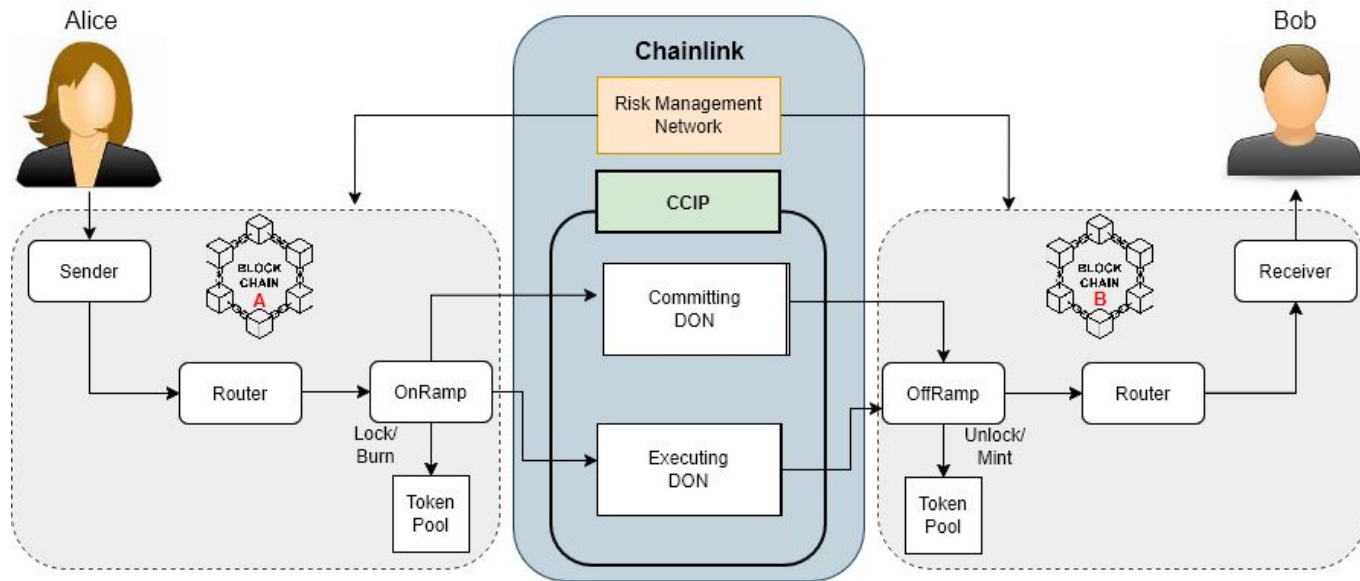 Alice
Bob
Chainlink
Risk Management
Network
CCIP
Sender
BLOCK
CHAIN
A
Committing
DON
BLOCK
CHAIN
B
Receiver
Router
OnRamp
OffRamp
Router
Lock/
Burn
Unlock/
Mint
Executing
DON
Token
Pool
Token
Pool